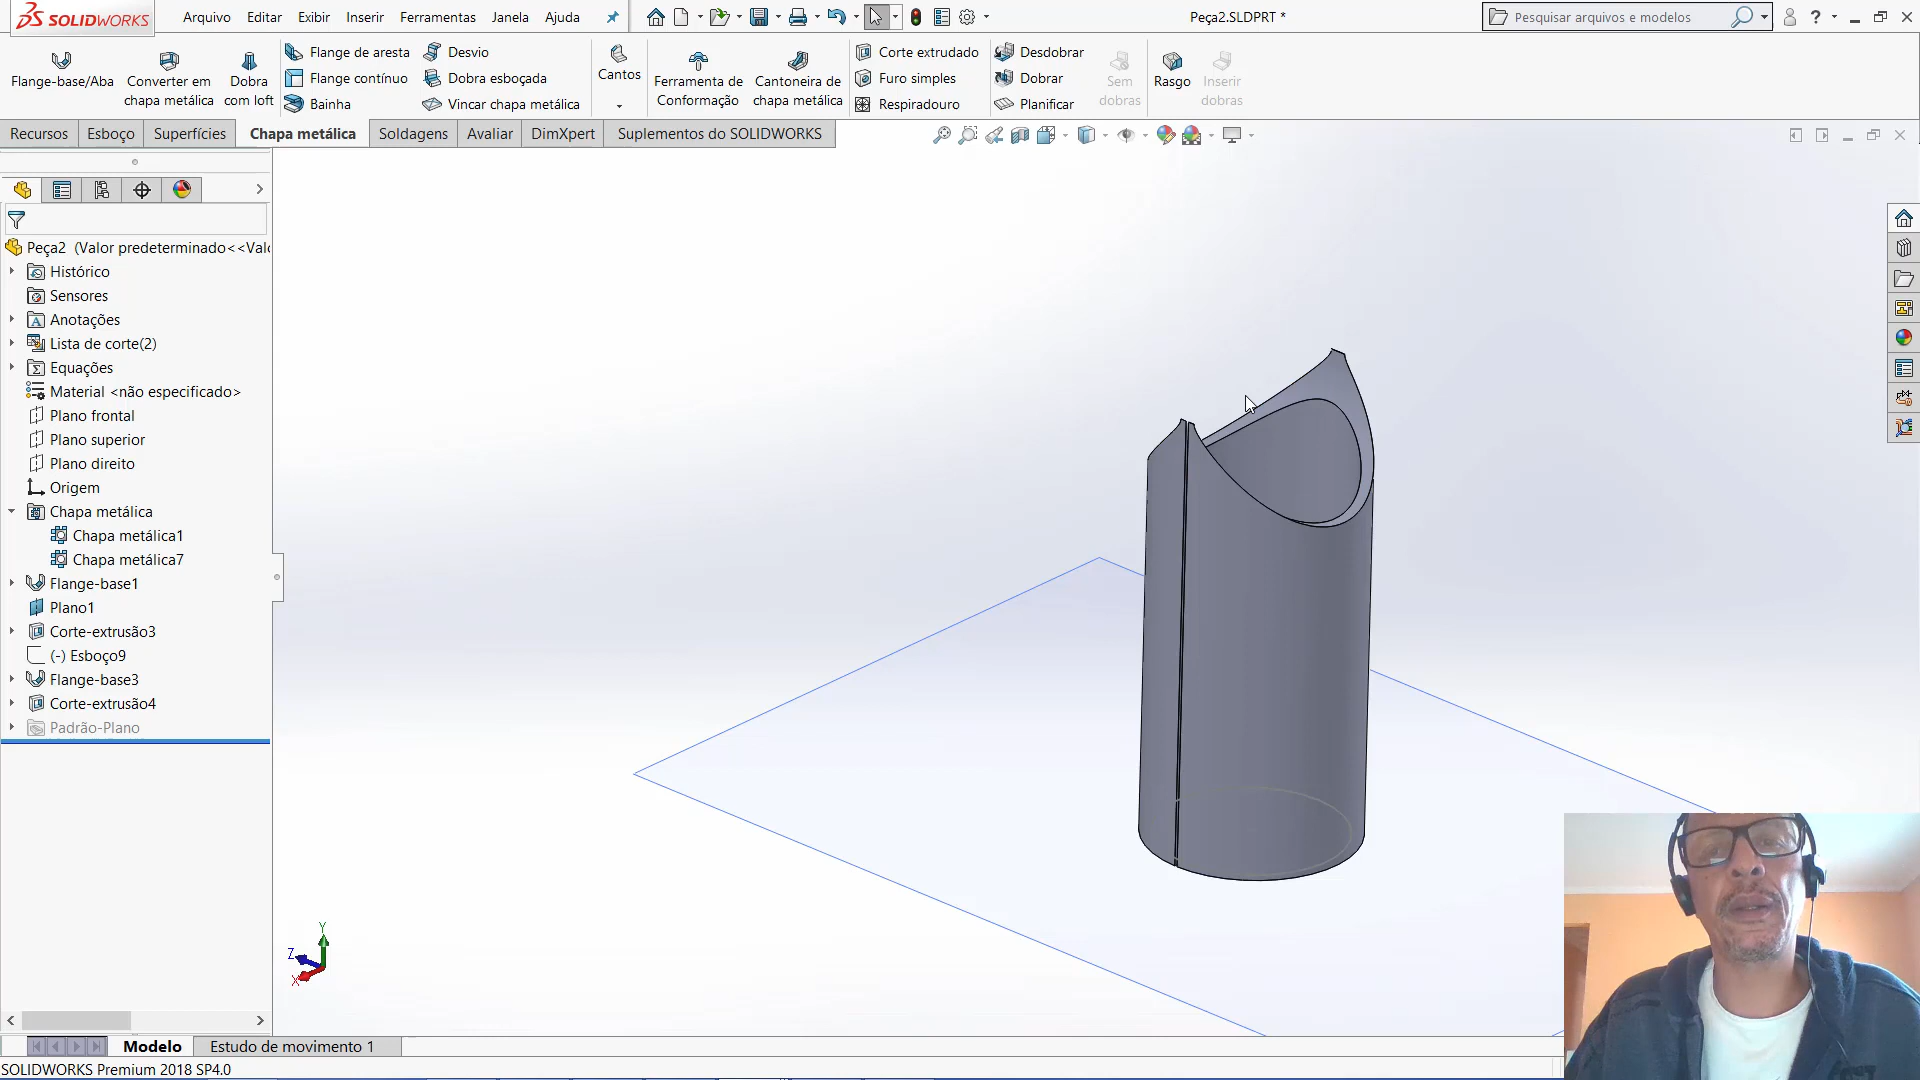 SOLIDWORKS
Arquivo Editar Exibir Inserir Ferramentas Janela Ajuda
Peça2.SLDPRT *
Pesquisar arquivos e modelos
?
Flange-base/Aba
Converter em
chapa metálica
Dobra
com loft
Flange de aresta
Flange contínuo
Bainha
Desvio
Dobra esboçada
Vincar chapa metálica
Cantos
Ferramenta de
Conformação
Cantoneira de
chapa metálica
Corte extrudado
Furo simples
Respiradouro
Desdobrar
Dobrar
Planificar
Sem
dobras
Rasgo
Inserir
dobras
Recursos Esboço Superfícies Chapa metálica Soldagens Avaliar DimXpert Suplementos do SOLIDWORKS
Peça2 (Valor predeterminado<<Valo
Histórico
Sensores
Anotações
Lista de corte(2)
Equações
Material <não especificado>
Plano frontal
Plano superior
Plano direito
Origem
Chapa metálica
Chapa metálica1
Chapa metálica7
Flange-base1
Plano1
Corte-extrusão3
(-) Esboço9
Flange-base3
Corte-extrusão4
Padrão-Plano
Y
Z
X
Modelo Estudo de movimento 1
SOLIDWORKS Premium 2018 SP4.0